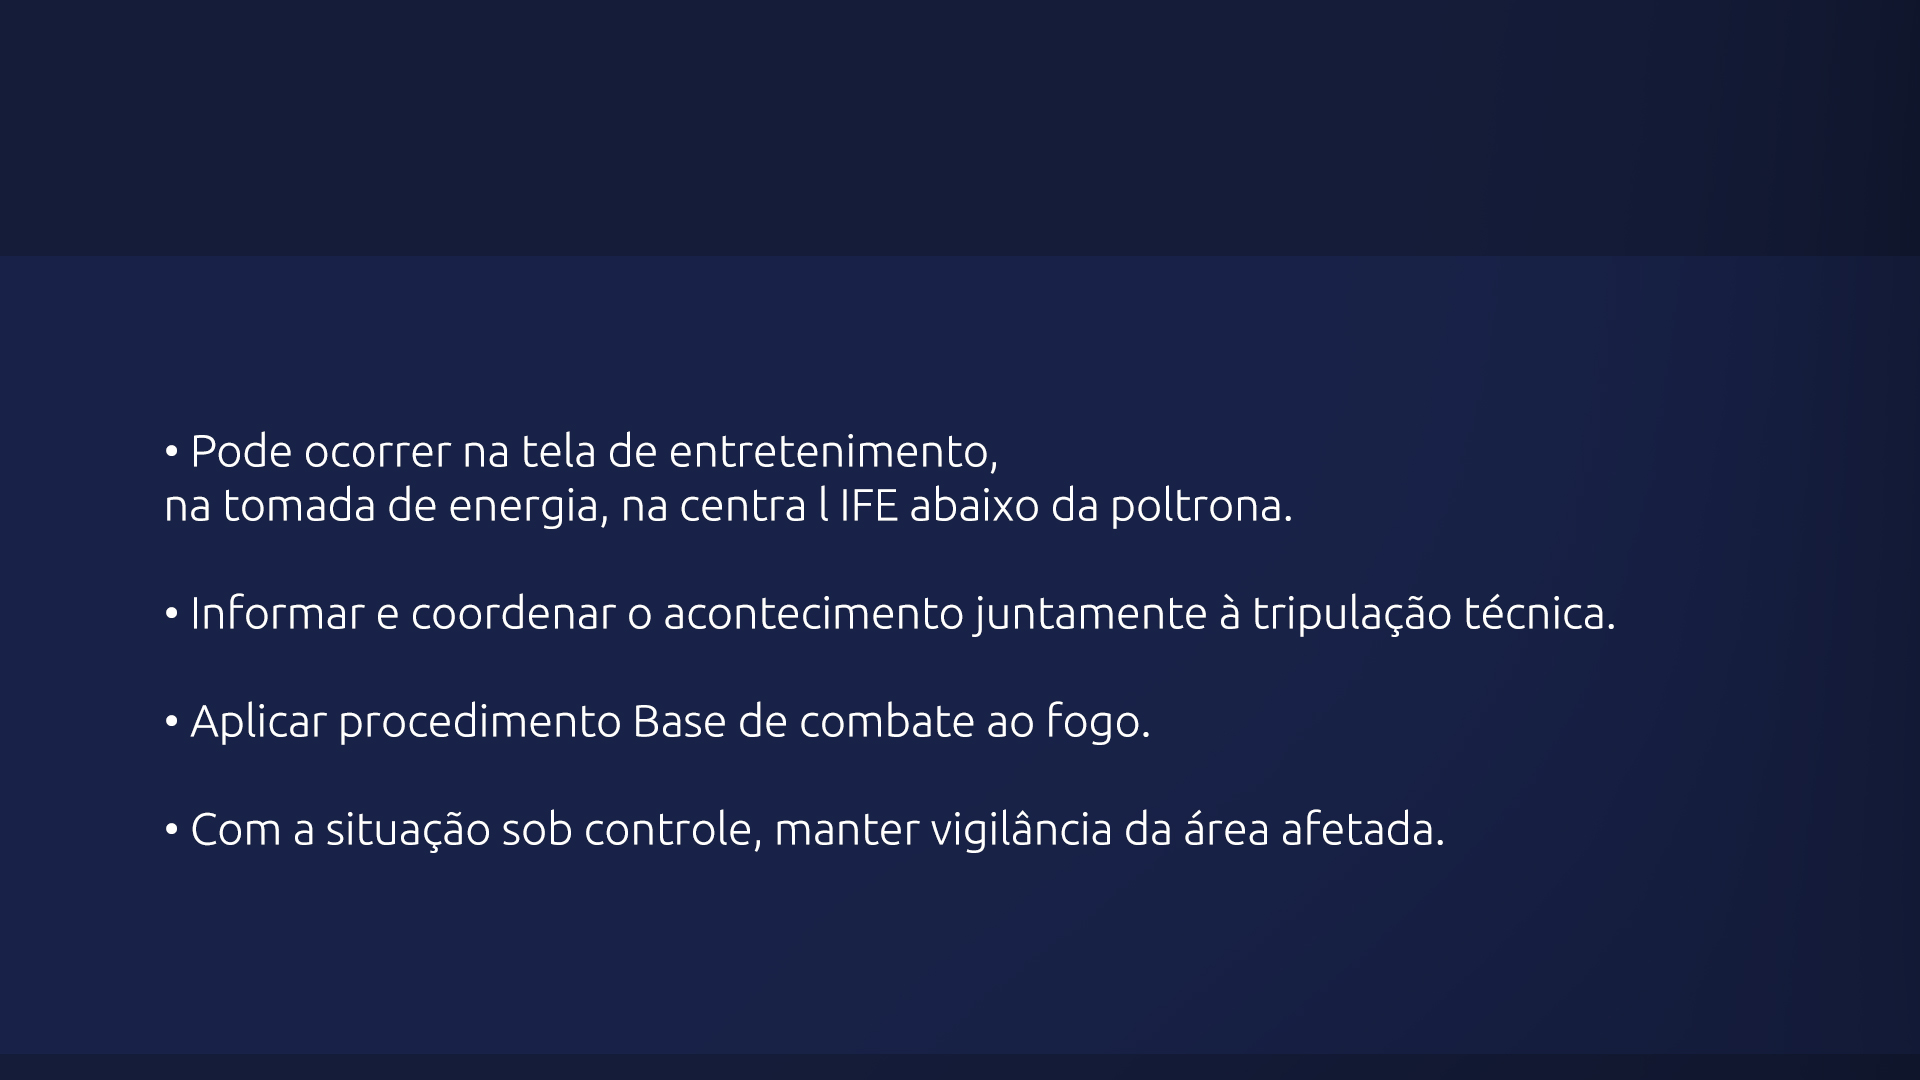 • Pode ocorrer na tela de entretenimento,
na tomada de energia, na centra l IFE abaixo da poltrona.
• Informar e coordenar o acontecimento juntamente à tripulação técnica.
• Aplicar procedimento Base de combate ao fogo.
• Com a situação sob controle, manter vigilância da área afetada.